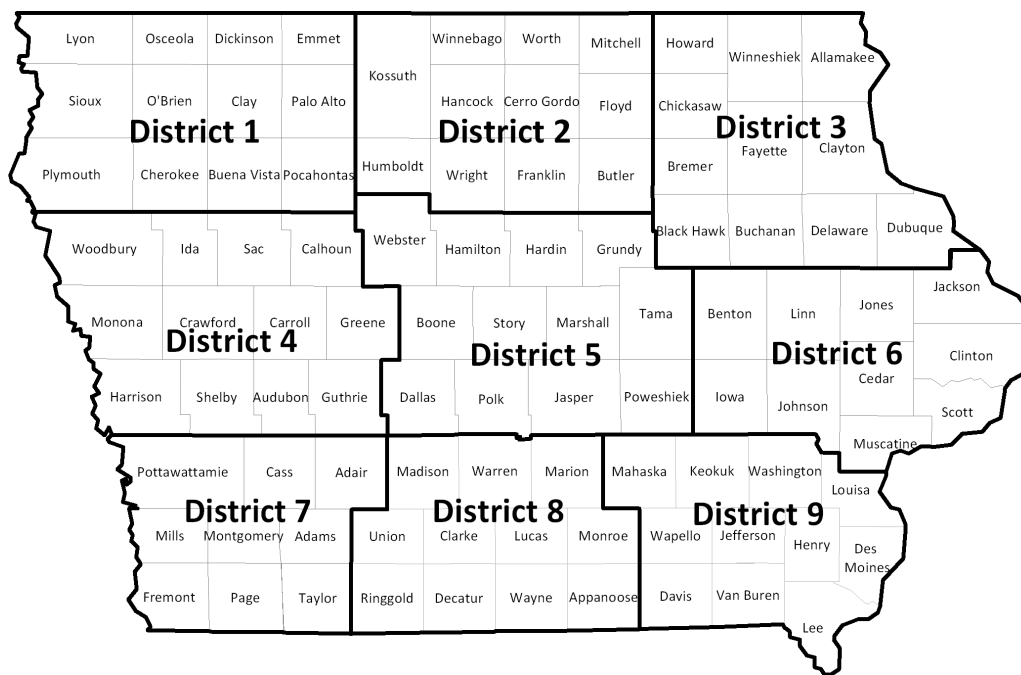 Lyon Osceola Dickinson Emmet
Winnebago Worth Mitchell
Howard Winneshiek Allamakee
Kossuth
Sioux O'Brien Clay Palo Alto
Hancock Cerro Gordo Floyd
Chickasaw
District 1
District 2
District 3
Plymouth Cherokee Buena Vista Pocahontas
Humboldt Wright Franklin Butler
Bremer Fayette Clayton
Black Hawk Buchanan Delaware Dubuque
Woodbury Ida Sac Calhoun
Webster Hamilton Hardin Grundy
Monona Crawford Carroll Greene
Boone Story Marshall Tama
Benton Linn Jones Jackson
District 4
District 5
District 6
Clinton
Cedar
Harrison Shelby Audubon Guthrie
Dallas Polk Jasper Poweshiek
Iowa Johnson Scott
Muscatine
Pottawattamie Cass Adair
Madison Warren Marion
Mahaska Keokuk Washington
Louisa
District 7
District 8
District 9
Mills Montgomery Adams
Union Clarke Lucas Monroe
Wapello Jefferson Henry
Des
Moines
Fremont Page Taylor
Ringgold Decatur Wayne Appanoose
Davis Van Buren
Lee